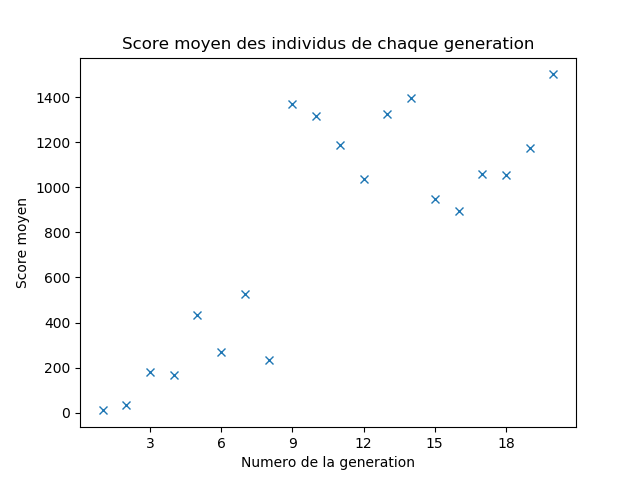 Score moyen des individus de chaque generation
1400
1200
1000
800
600
400
200
0
Score moyen
3 6 9 12 15 18
Numero de la generation